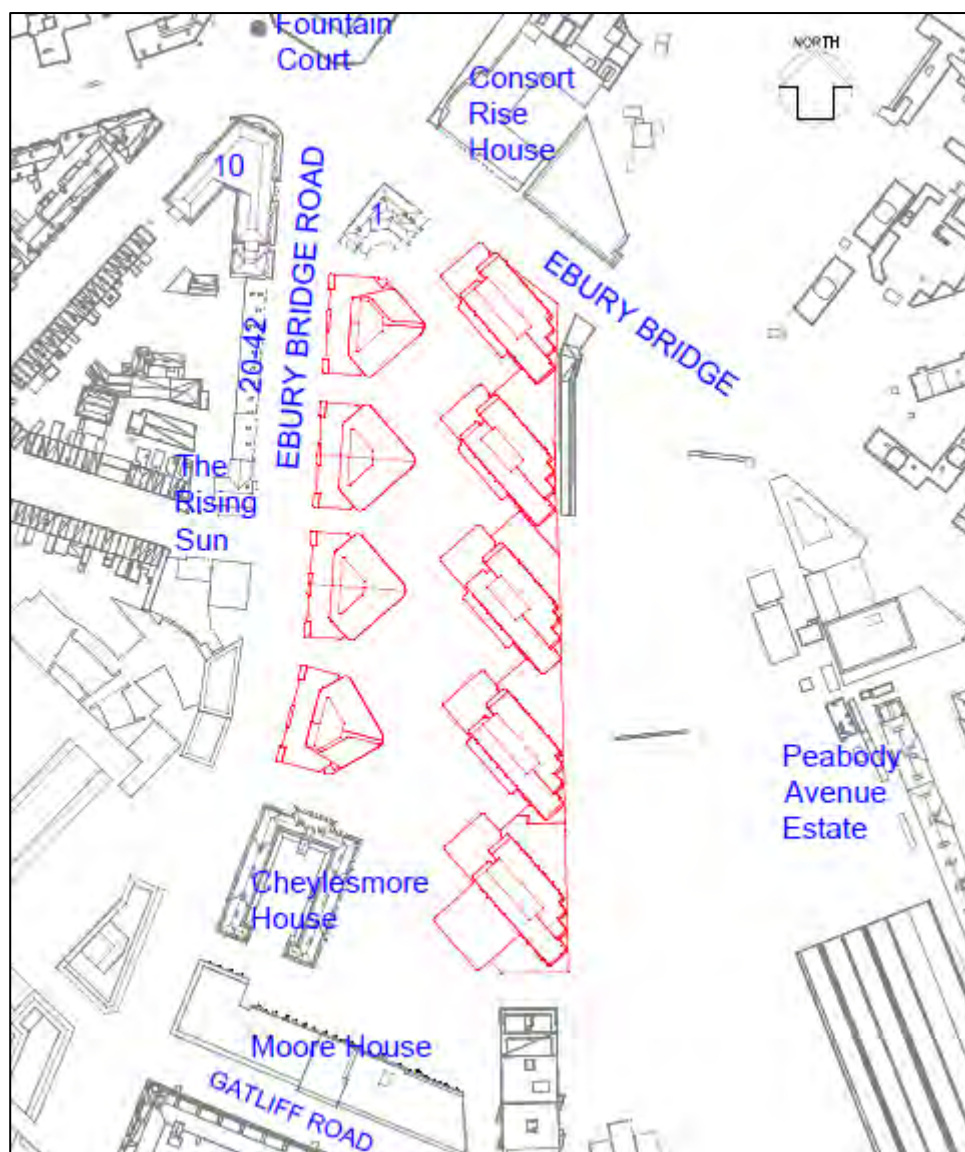 Fountain
Court
NORTH
Consort
Rise
House
10
1
EBURY BRIDGE ROAD
EBURY BRIDGE
20-42
The
Rising
Sun
Peabody
Avenue
Estate
Cheylesmore
House
Moore House
GATLIFF ROAD